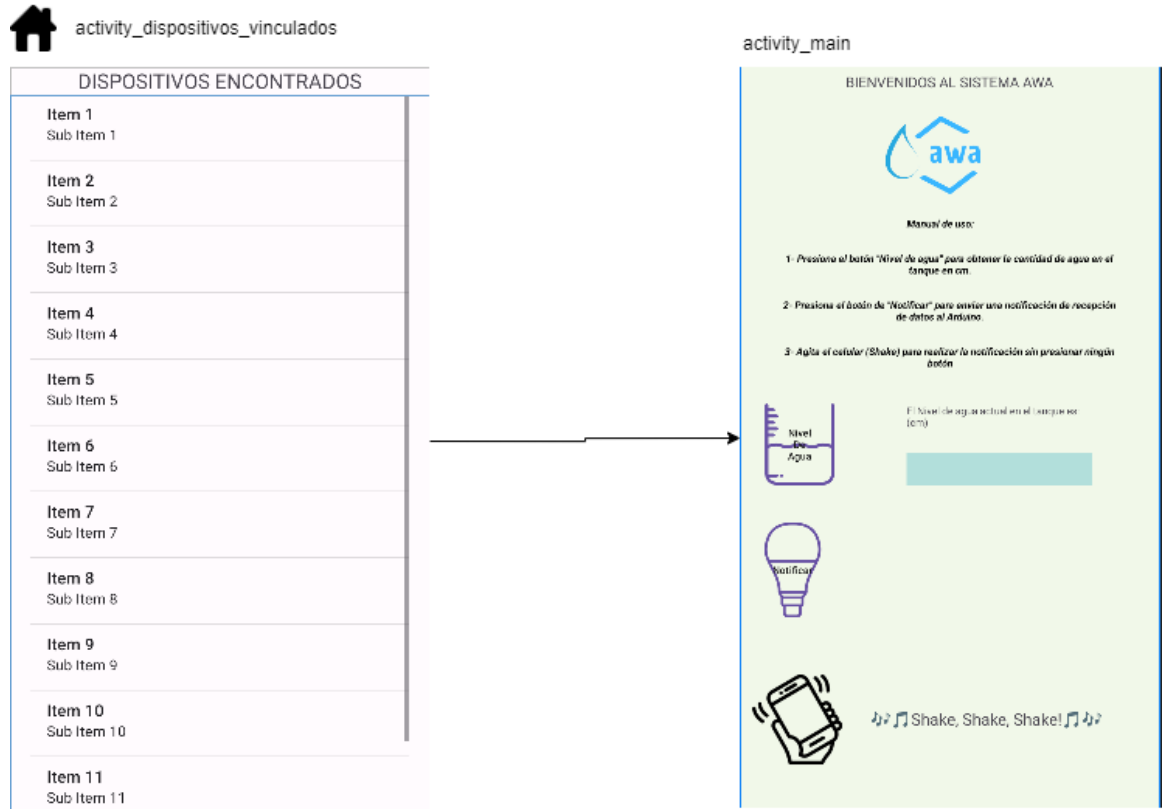 activity_dispositivos_vinculados
DISPOSITIVOS ENCONTRADOS
Item 1
Sub Item 1
Item 2
Sub Item 2
Item 3
Sub Item 3
Item 4
Sub Item 4
Item 5
Sub Item 5
Item 6
Sub Item 6
Item 7
Sub Item 7
Item 8
Sub Item 8
Item 9
Sub Item 9
Item 10
Sub Item 10
Item 11
Sub Item 11
activity_main
BIENVENIDOS AL SISTEMA AWA
awa
Manual de uso:
1- Presiona el botón "Nivel de agua" para obtener la cantidad de agua en el
tanque en cm.
2- Presiona el botón de "Notificar" para enviar una notificación de recepción
de datos al Arduino.
3- Agita el celular (Shake) para realizar la notificación sin presionar ningún
botón
Nivel
De
Agua
El Nivel de agua actual en el tanque es:
(cm)
Notificar
🎶🎵Shake, Shake, Shake!🎵🎶